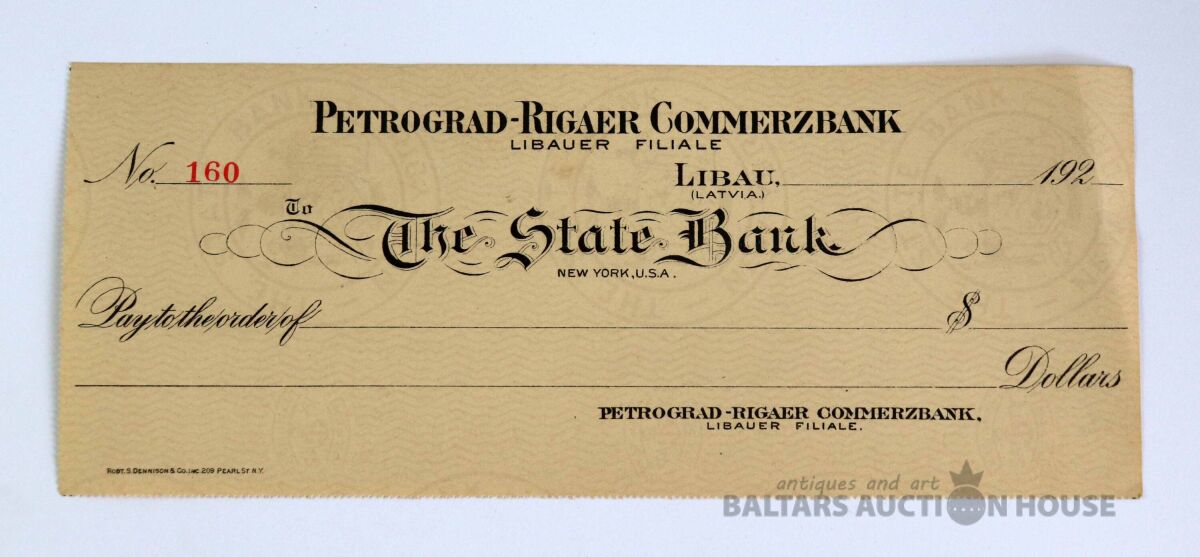 PETROGRAD-RIGAER COMMERZBANK
LIBAUER FILIALE
No. 160
LIBAU, 192
(LATVIA.)
To
The State Bank
NEW YORK, U.S.A.
Pay to the order of $
Dollars
PETROGRAD-RIGAER COMMERZBANK,
LIBAUER FILIALE.
ROBT. S. DENNISON & CO. INC. 209 PEARL ST N.Y.
antiques and art
BALTARS AUCTION HOUSE